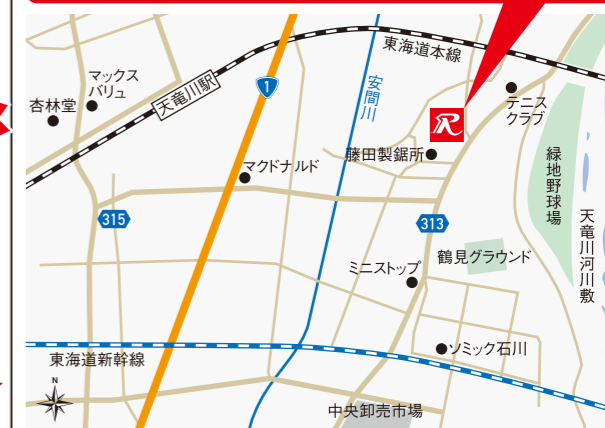 東海道本線
マックス
バリュ
杏林堂
天竜川駅
1
安間川
テニス
クラブ
R
藤田製鋸所
マクドナルド
緑地野球場
315
313
天竜川河川敷
鶴見グラウンド
ミニストップ
ソミック石川
東海道新幹線
N
中央卸売市場